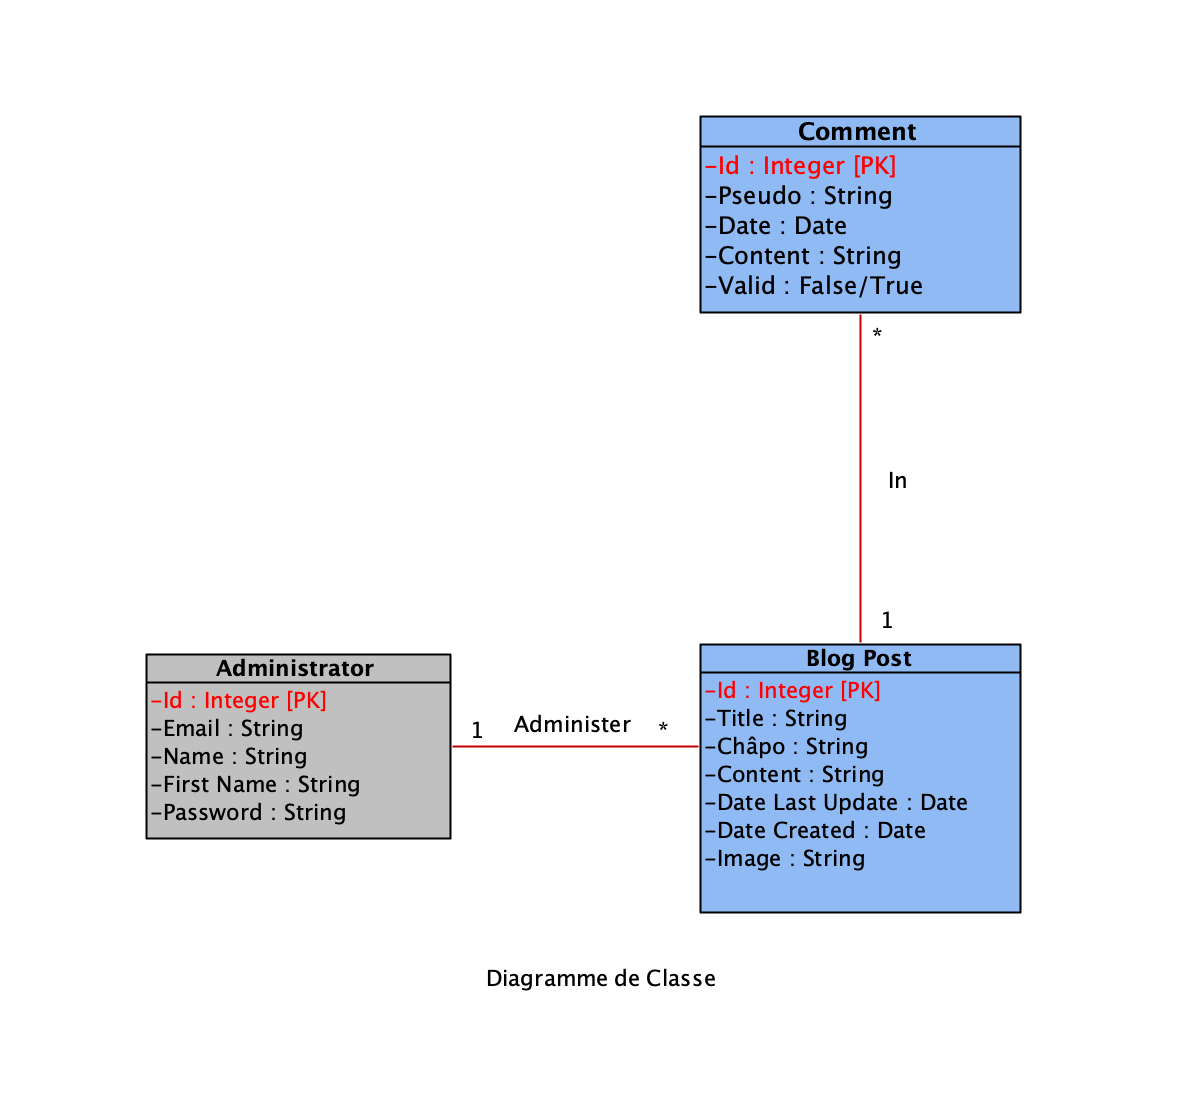 Comment
-Id : Integer [PK]
-Pseudo : String
-Date : Date
-Content : String
-Valid : False/True
*
In
1
Administrator
-Id : Integer [PK]
-Email : String
-Name : String
-First Name : String
-Password : String
1 Administer *
Blog Post
-Id : Integer [PK]
-Title : String
-Châpo : String
-Content : String
-Date Last Update : Date
-Date Created : Date
-Image : String
Diagramme de Classe